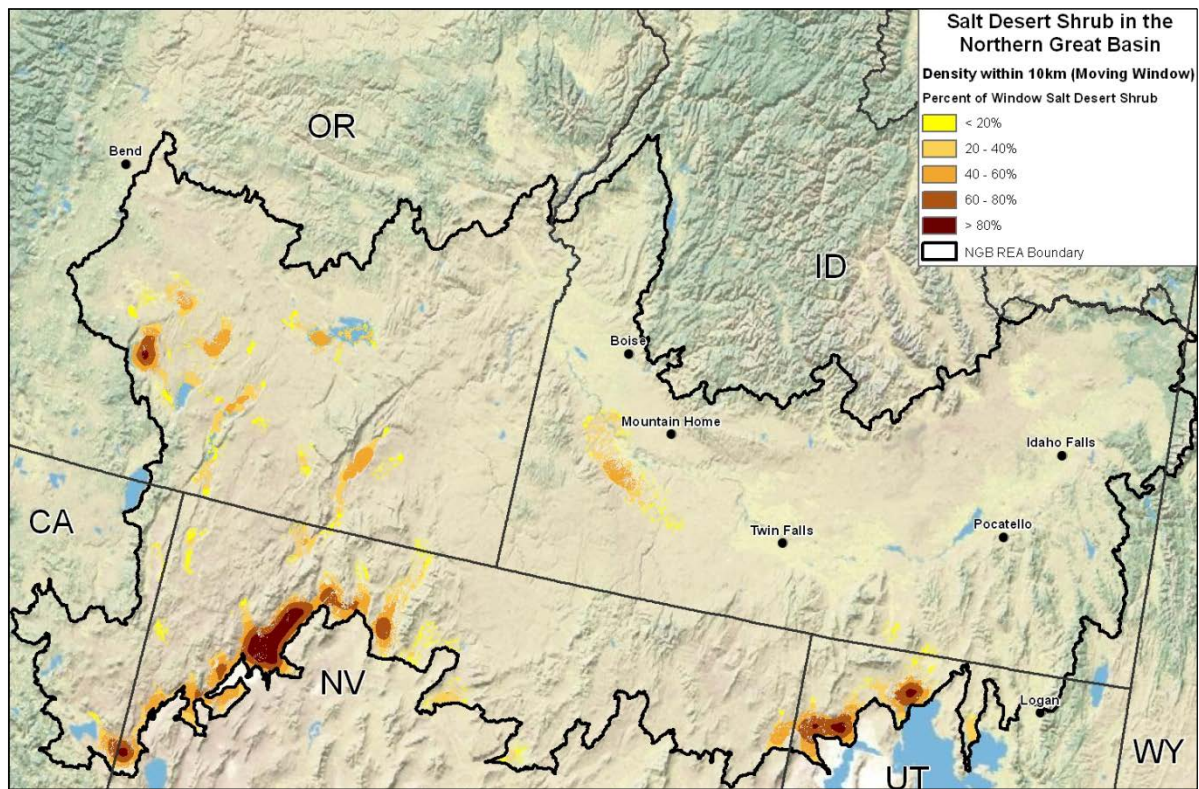 Salt Desert Shrub in the
Northern Great Basin
Density within 10km (Moving Window)
Percent of Window Salt Desert Shrub
< 20%
20 - 40%
40 - 60%
60 - 80%
> 80%
NGB REA Boundary
OR
Bend
ID
Boise
Mountain Home
Idaho Falls
CA
Twin Falls
Pocatello
NV
Logan
WY
UT